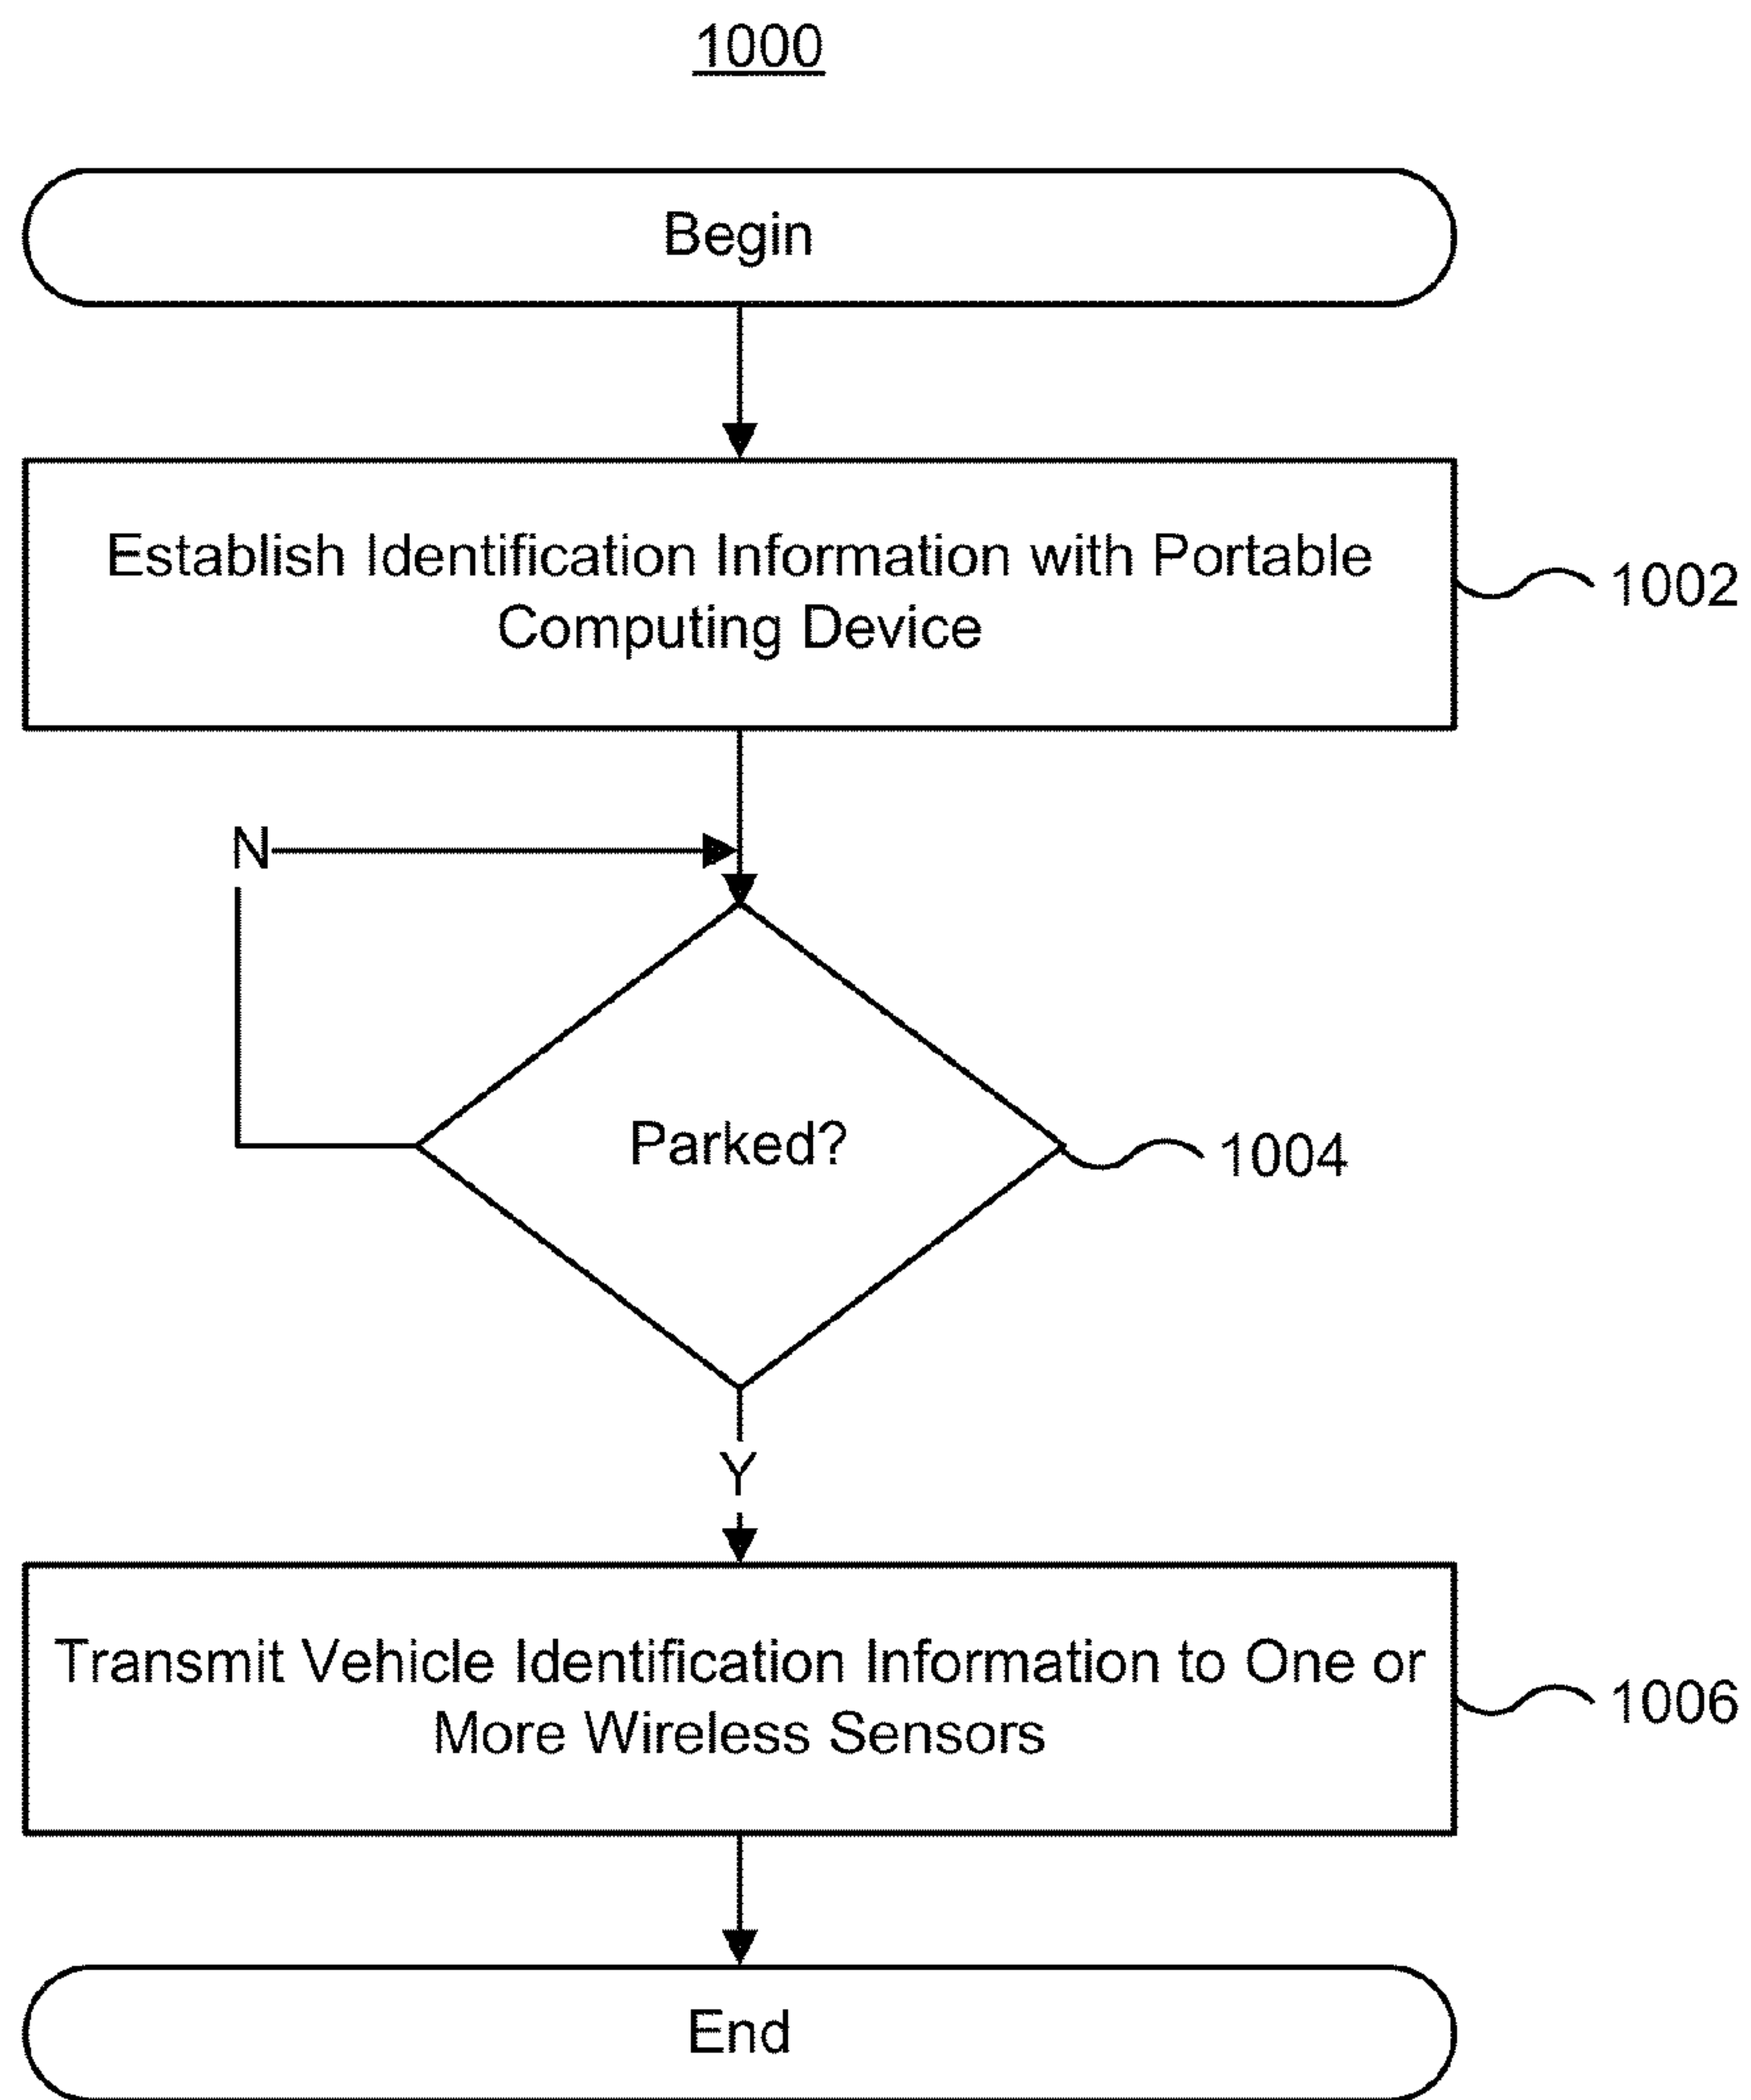 1000
Begin
Establish Identification Information with Portable
Computing Device
1002
N
Parked?
1004
Y
Transmit Vehicle Identification Information to One or
More Wireless Sensors
1006
End